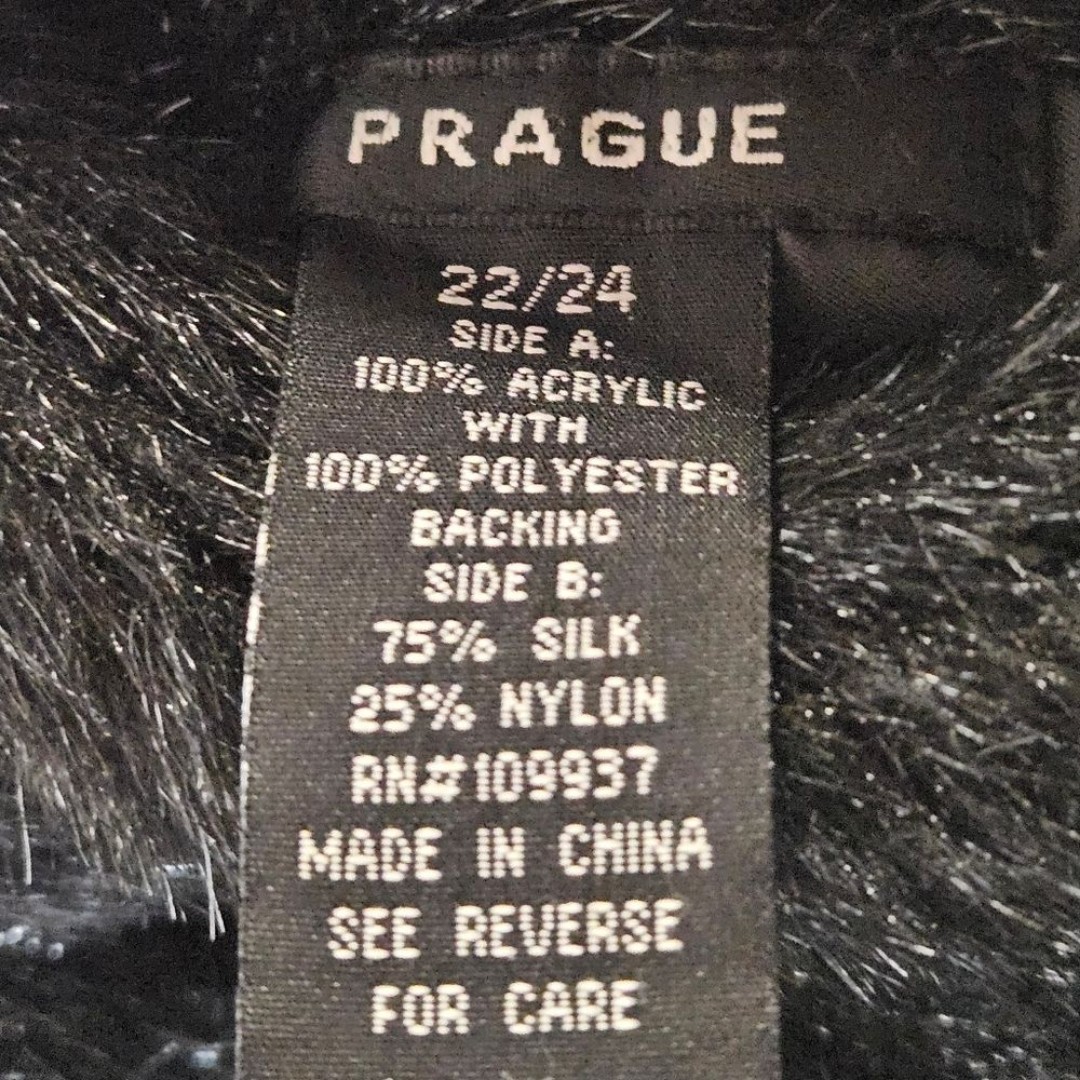 PRAGUE
22/24
SIDE A:
100% ACRYLIC
WITH
100% POLYESTER
BACKING
SIDE B:
75% SILK
25% NYLON
RN#109937
MADE IN CHINA
SEE REVERSE
FOR CARE